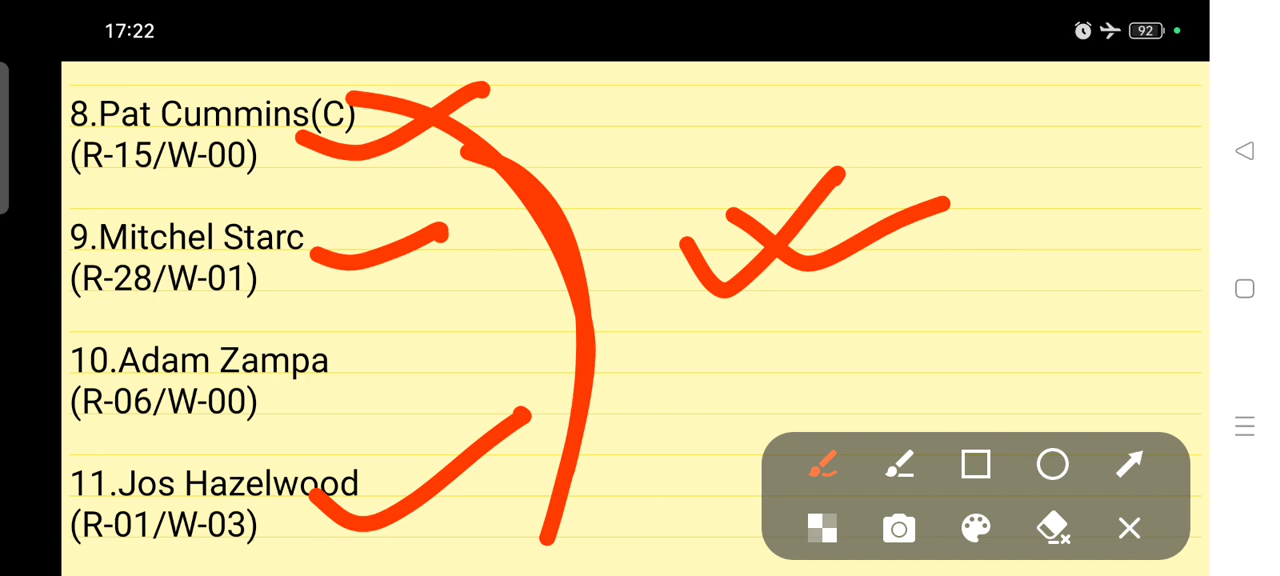 17:22
92
8.Pat Cummins(C)
(R-15/W-00)
9.Mitchel Starc
(R-28/W-01)
10.Adam Zampa
(R-06/W-00)
11.Jos Hazelwood
(R-01/W-03)